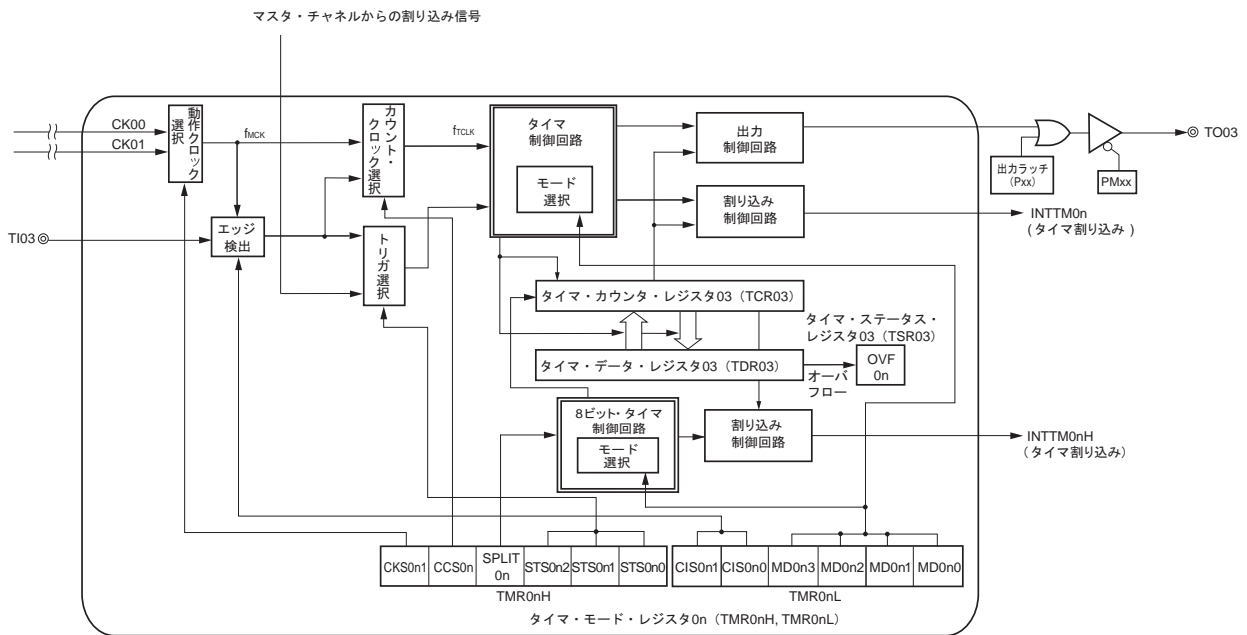 マスタ・チャネルからの割り込み信号
CK00
CK01
動作クロック
選択
fMCK
カウント・
クロック選択
fTCLK
タイマ
制御回路
モード
選択
出力
制御回路
出力ラッチ
(Pxx)
PMxx
TO03
割り込み
制御回路
INTTM0n
(タイマ割り込み)
TI03
エッジ
検出
トリガ選択
タイマ・カウンタ・レジスタ03(TCR03)
タイマ・ステータス・
レジスタ03(TSR03)
タイマ・データ・レジスタ03(TDR03)
オーバ
フロー
OVF
0n
8ビット・タイマ
制御回路
モード
選択
割り込み
制御回路
INTTM0nH
(タイマ割り込み)
CKS0n1
CCS0n
SPLIT
0n
STS0n2
STS0n1
STS0n0
CIS0n1
CIS0n0
MD0n3
MD0n2
MD0n1
MD0n0
TMR0nH
TMR0nL
タイマ・モード・レジスタ0n(TMR0nH, TMR0nL)